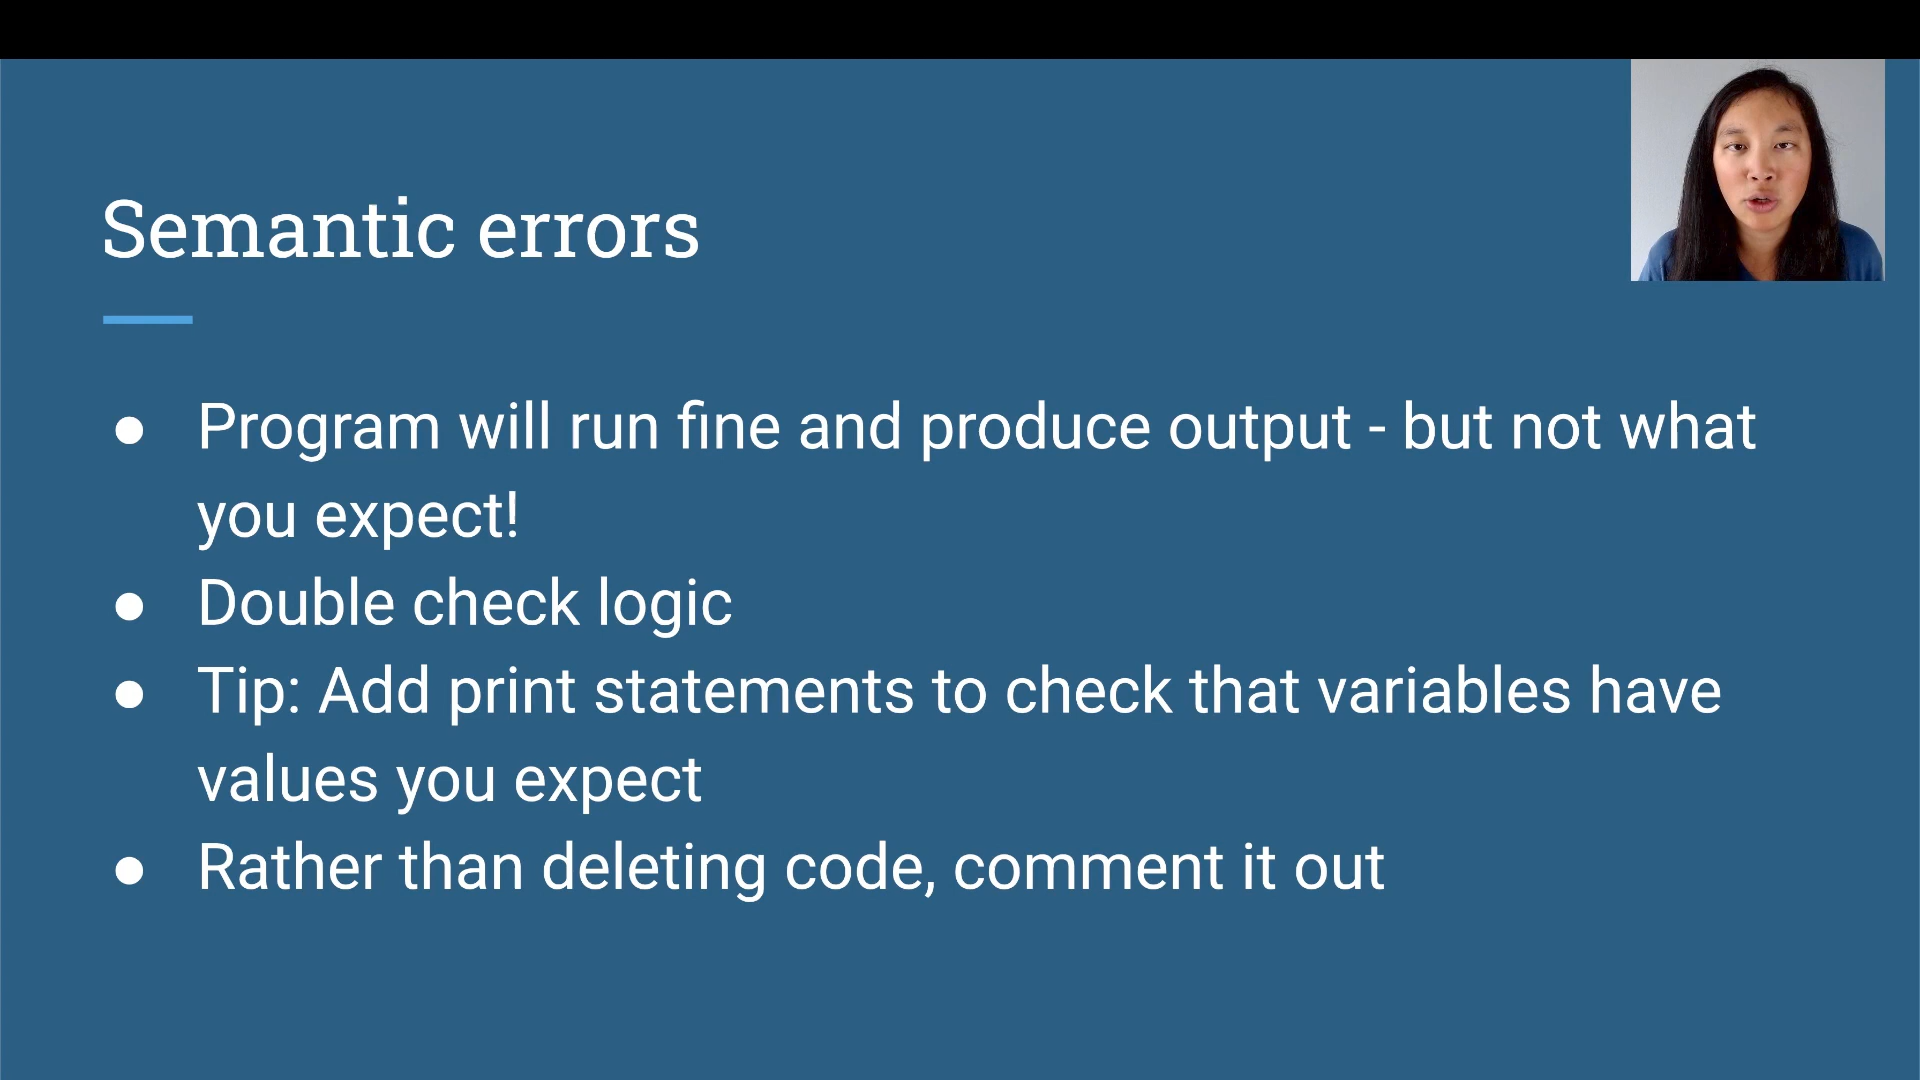 Semantic errors
● Program will run fine and produce output - but not what
you expect!
● Double check logic
● Tip: Add print statements to check that variables have
values you expect
● Rather than deleting code, comment it out